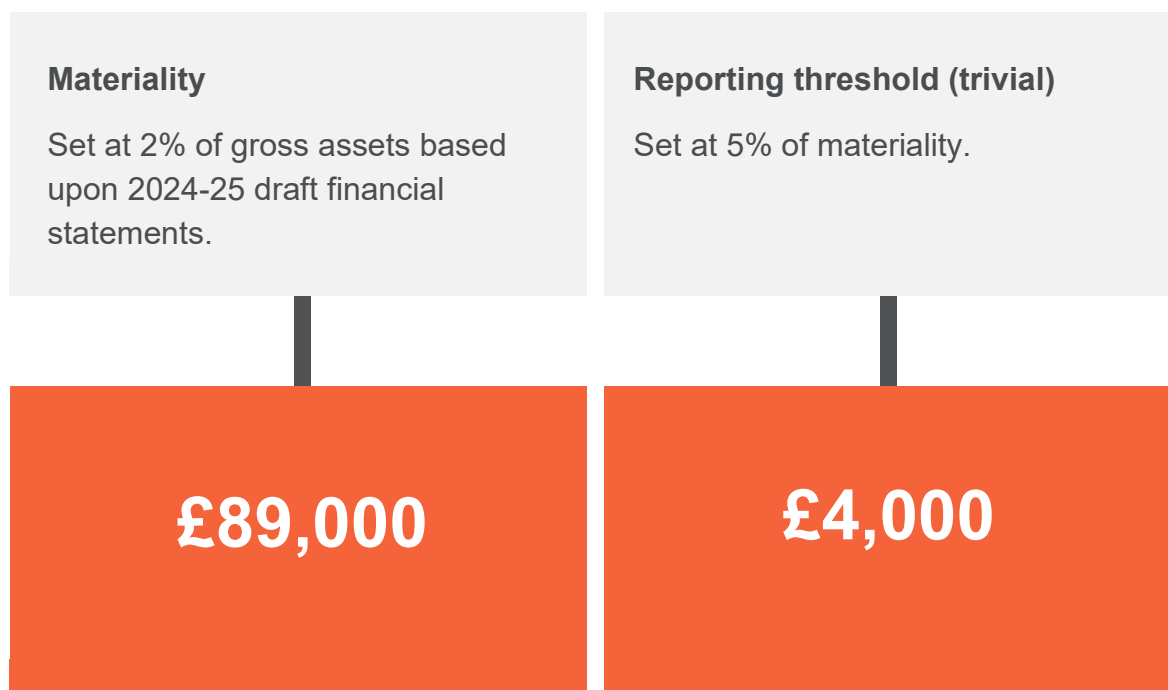 Materiality
Set at 2% of gross assets based
upon 2024-25 draft financial
statements.
£89,000
Reporting threshold (trivial)
Set at 5% of materiality.
£4,000